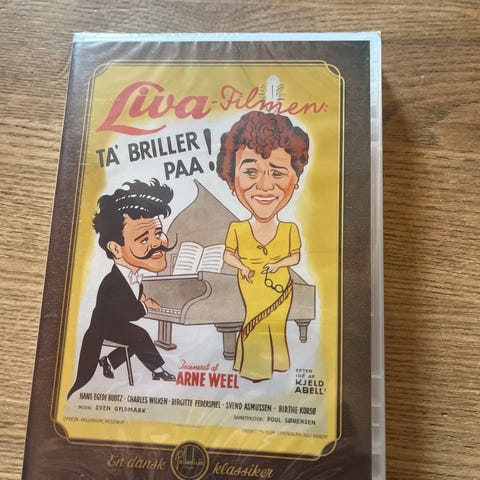 Liva-Filmen:
TA' BRILLER
PAA!
Iscenesat af
ARNE WEEL
EFTER
IDÉ AF
KJELD
ABELL
HANS EGEDE BUDTZ • CHARLES WILKEN • BIRGITTE FEDERSPIEL • SVEND ASMUSSEN • BIRTHE KORSØ
MUSIK: SVEN GYLDMARK
SANGTEKSTER: POUL SØRENSEN
En dansk Palladium klassiker